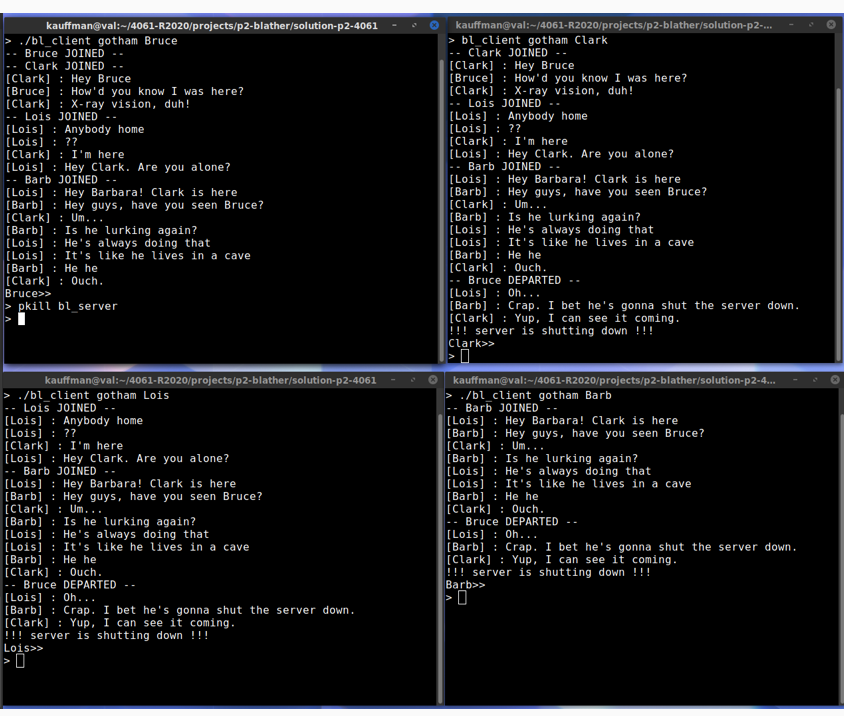 kauffman@val:~/4061-R2020/projects/p2-blather/solution-p2-4061
> ./bl_client gotham Bruce
-- Bruce JOINED --
-- Clark JOINED --
[Clark] : Hey Bruce
[Bruce] : How'd you know I was here?
[Clark] : X-ray vision, duh!
-- Lois JOINED --
[Lois] : Anybody home
[Lois] : ??
[Clark] : I'm here
[Lois] : Hey Clark. Are you alone?
-- Barb JOINED --
[Lois] : Hey Barbara! Clark is here
[Barb] : Hey guys, have you seen Bruce?
[Clark] : Um...
[Barb] : Is he lurking again?
[Lois] : He's always doing that
[Lois] : It's like he lives in a cave
[Barb] : He he
[Clark] : Ouch.
Bruce>>
> pkill bl_server
>
kauffman@val:~/4061-R2020/projects/p2-blather/solution-p2-...
> bl_client gotham Clark
-- Clark JOINED --
[Clark] : Hey Bruce
[Bruce] : How'd you know I was here?
[Clark] : X-ray vision, duh!
-- Lois JOINED --
[Lois] : Anybody home
[Lois] : ??
[Clark] : I'm here
[Lois] : Hey Clark. Are you alone?
-- Barb JOINED --
[Lois] : Hey Barbara! Clark is here
[Barb] : Hey guys, have you seen Bruce?
[Clark] : Um...
[Barb] : Is he lurking again?
[Lois] : He's always doing that
[Lois] : It's like he lives in a cave
[Barb] : He he
[Clark] : Ouch.
-- Bruce DEPARTED --
[Lois] : Oh...
[Barb] : Crap. I bet he's gonna shut the server down.
[Clark] : Yup, I can see it coming.
!!! server is shutting down !!!
Clark>>
>
kauffman@val:~/4061-R2020/projects/p2-blather/solution-p2-4061
> ./bl_client gotham Lois
-- Lois JOINED --
[Lois] : Anybody home
[Lois] : ??
[Clark] : I'm here
[Lois] : Hey Clark. Are you alone?
-- Barb JOINED --
[Lois] : Hey Barbara! Clark is here
[Barb] : Hey guys, have you seen Bruce?
[Clark] : Um...
[Barb] : Is he lurking again?
[Lois] : He's always doing that
[Lois] : It's like he lives in a cave
[Barb] : He he
[Clark] : Ouch.
-- Bruce DEPARTED --
[Lois] : Oh...
[Barb] : Crap. I bet he's gonna shut the server down.
[Clark] : Yup, I can see it coming.
!!! server is shutting down !!!
Lois>>
>
kauffman@val:~/4061-R2020/projects/p2-blather/solution-p2-4...
> ./bl_client gotham Barb
-- Barb JOINED --
[Lois] : Hey Barbara! Clark is here
[Barb] : Hey guys, have you seen Bruce?
[Clark] : Um...
[Barb] : Is he lurking again?
[Lois] : He's always doing that
[Lois] : It's like he lives in a cave
[Barb] : He he
[Clark] : Ouch.
-- Bruce DEPARTED --
[Lois] : Oh...
[Barb] : Crap. I bet he's gonna shut the server down.
[Clark] : Yup, I can see it coming.
!!! server is shutting down !!!
Barb>>
>